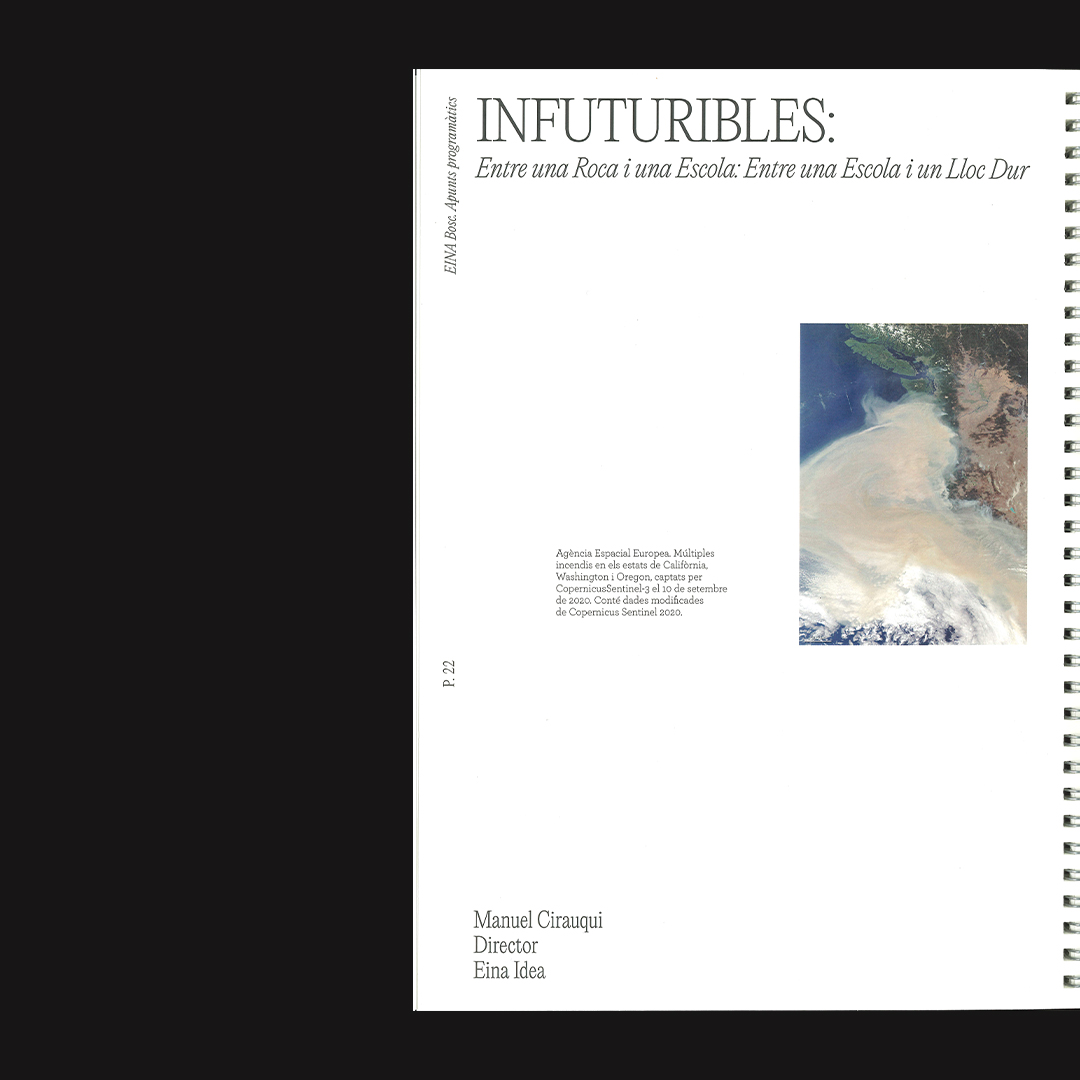 EINA Bosc. Apunts programàtics
INFUTURIBLES:
Entre una Roca i una Escola: Entre una Escola i un Lloc Dur
Agència Espacial Europea. Múltiples
incendis en els estats de Califòrnia,
Washington i Oregon, captats per
CopernicusSentinel-3 el 10 de setembre
de 2020. Conté dades modificades
de Copernicus Sentinel 2020.
P. 22
Manuel Cirauqui
Director
Eina Idea